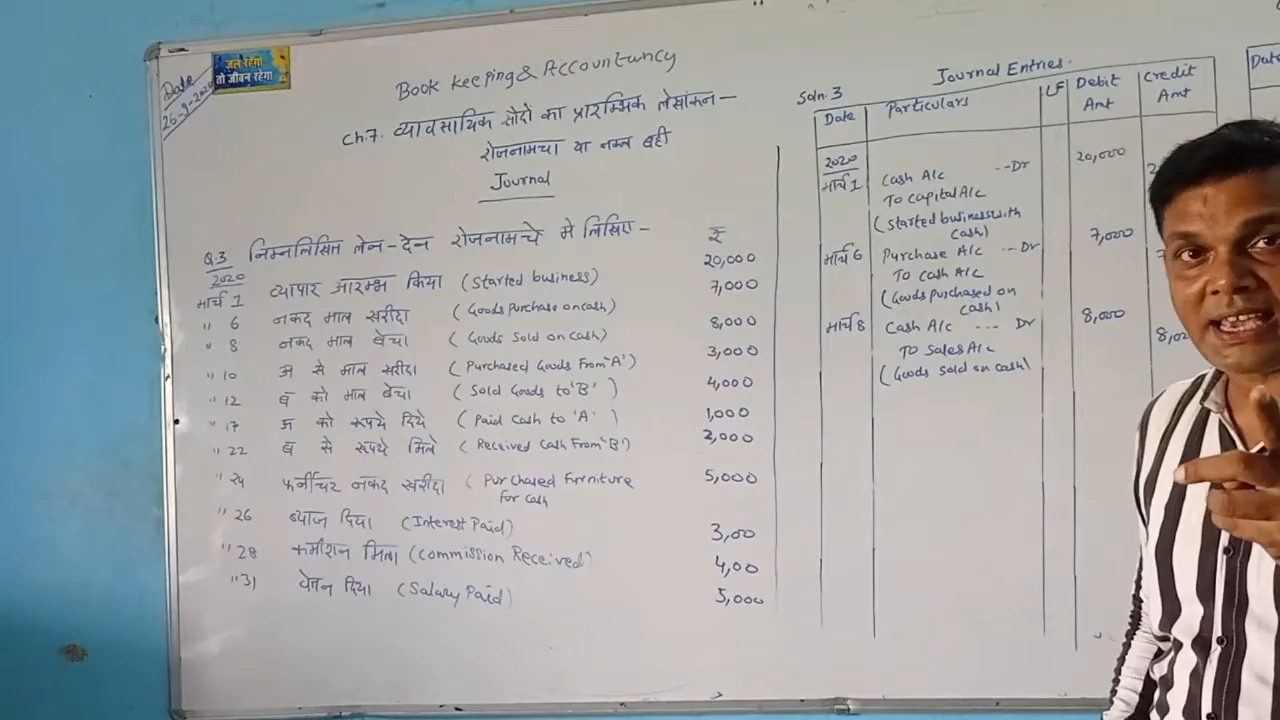 Date
26-9-2020
जल रहेगा
तो जीवन रहेगा
Book Keeping & Accountancy
Ch.7. व्यावसायिक सौदों का प्रारम्भिक लेखांकन -
रोजनामचा या नकल बही
Journal
Q.3 निम्नलिखित लेन-देन रोजनामचे मे लिखिए - ₹
2020
मार्च 1 व्यापार आरम्भ किया (Started business) 20,000
" 6 नकद माल खरीदा (Goods Purchase on cash) 7,000
" 8 नकद माल बेचा (Goods Sold on Cash) 8,000
" 10 अ से माल खरीदा (Purchased Goods From 'A') 3,000
" 12 ब को माल बेचा (Sold Goods to 'B') 4,000
" 17 अ को रूपये दिये (Paid Cash to 'A') 1,000
" 22 ब से रूपये मिले (Received Cash From 'B') 2,000
" 24 फर्नीचर नकद खरीदा (Purchased Furniture 5,000
for Cash
" 26 ब्याज दिया (Interest Paid) 3,00
" 28 कमीशन मिला (Commission Received) 4,00
" 31 वेतन दिया (Salary Paid) 5,000
Soln. 3 Journal Entries.
Date Particulars LF Debit Amt Credit Amt
2020
मार्च 1 Cash A/c --Dr 20,000
To Capital A/c
(Started business with
Cash)
मार्च 6 Purchase A/c --- Dr 7,000
To Cash A/c
(Goods purchased on
Cash)
मार्च 8 Cash A/c --- Dr 8,000
To Sales A/c
(Goods sold on cash)
Date